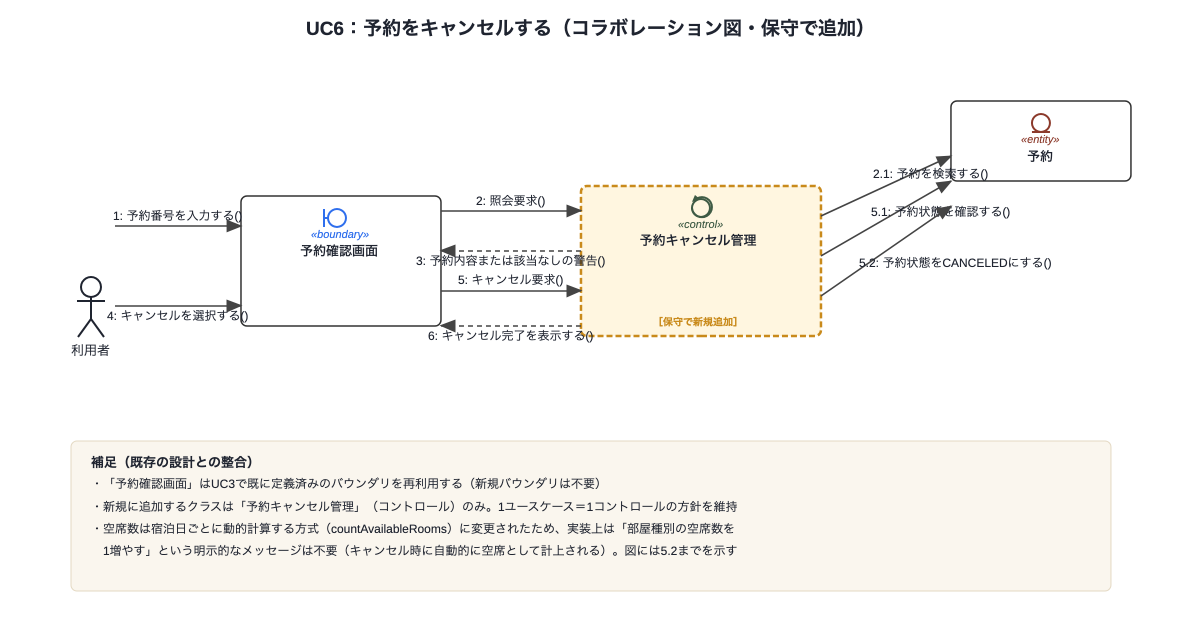 UC6：予約をキャンセルする（コラボレーション図・保守で追加）
«entity»
予約
2.1: 予約を検索する()
5.1: 予約状態を確認する()
5.2: 予約状態をCANCELEDにする()
1: 予約番号を入力する()
«boundary»
予約確認画面
2: 照会要求()
«control»
予約キャンセル管理
3: 予約内容または該当なしの警告()
5: キャンセル要求()
4: キャンセルを選択する()
6: キャンセル完了を表示する()
［保守で新規追加］
利用者
補足（既存の設計との整合）
・「予約確認画面」はUC3で既に定義済みのバウンダリを再利用する（新規バウンダリは不要）
・新規に追加するクラスは「予約キャンセル管理」（コントロール）のみ。1ユースケース＝1コントロールの方針を維持
・空席数は宿泊日ごとに動的計算する方式（countAvailableRooms）に変更されたため、実装上は「部屋種別の空席数を
1増やす」という明示的なメッセージは不要（キャンセル時に自動的に空席として計上される）。図には5.2までを示す